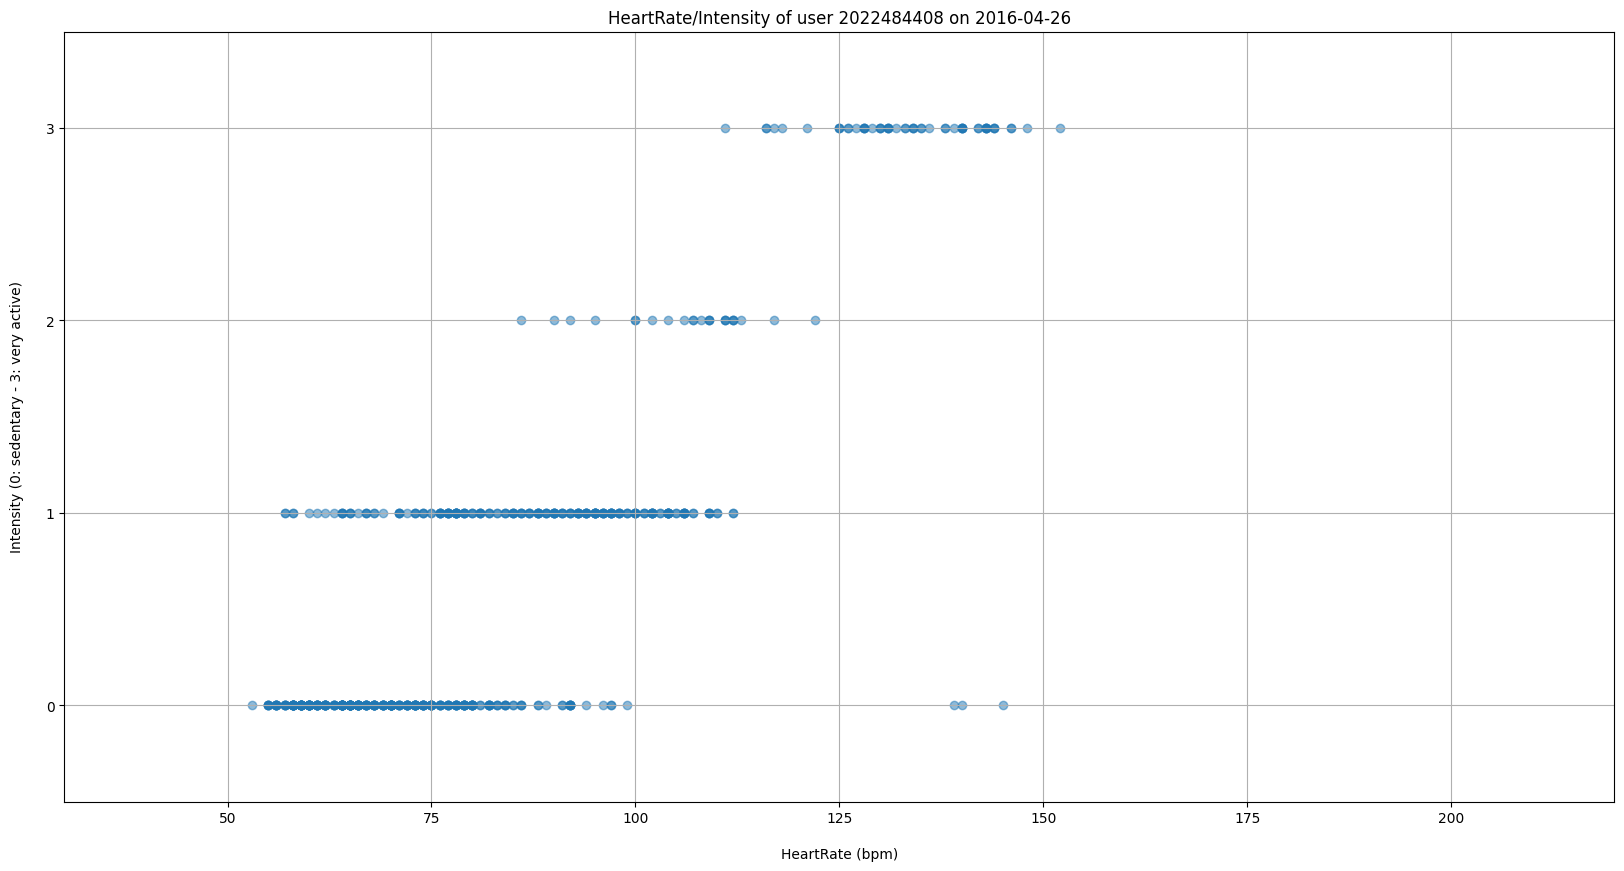 HeartRate/Intensity of user 2022484408 on 2016-04-26
Intensity (0: sedentary - 3: very active)
3
2
1
0
50 75 100 125 150 175 200
HeartRate (bpm)